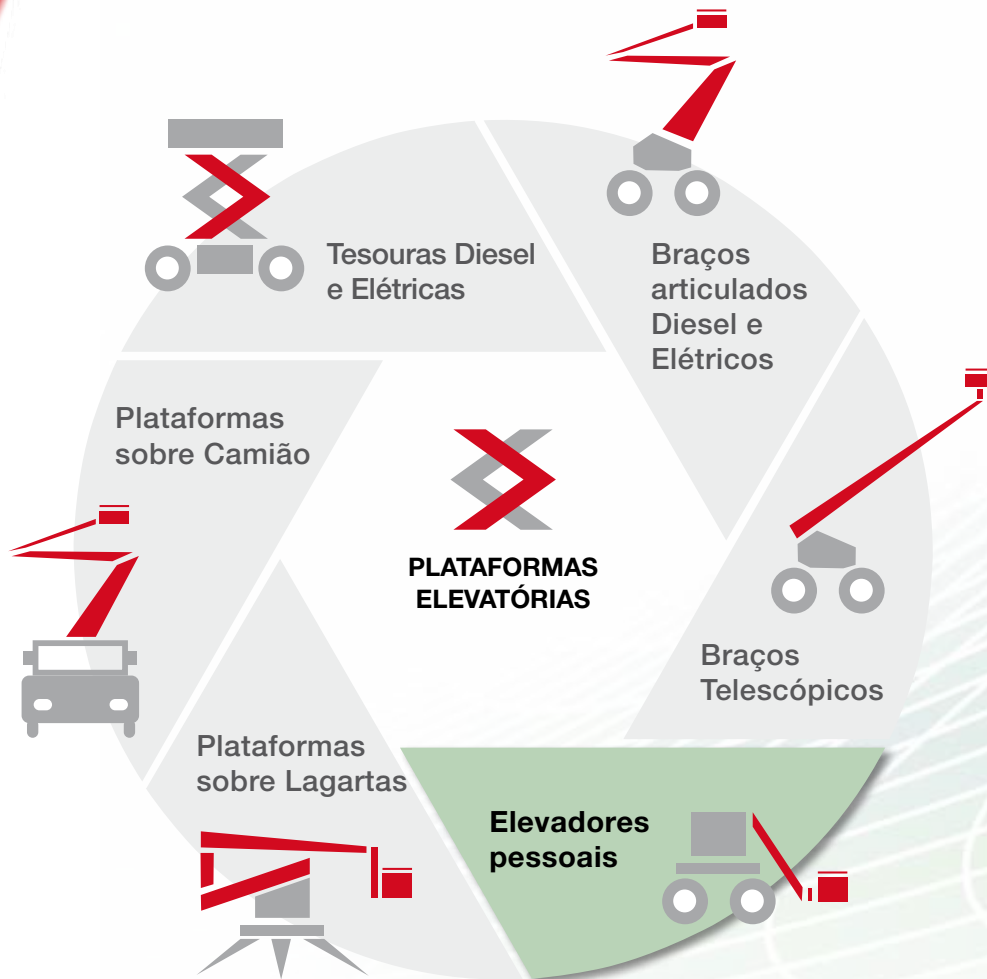 Tesouras Diesel
e Elétricas
Braços
articulados
Diesel e
Elétricos
Plataformas
sobre Camião
PLATAFORMAS
ELEVATÓRIAS
Braços
Telescópicos
Plataformas
sobre Lagartas
Elevadores
pessoais